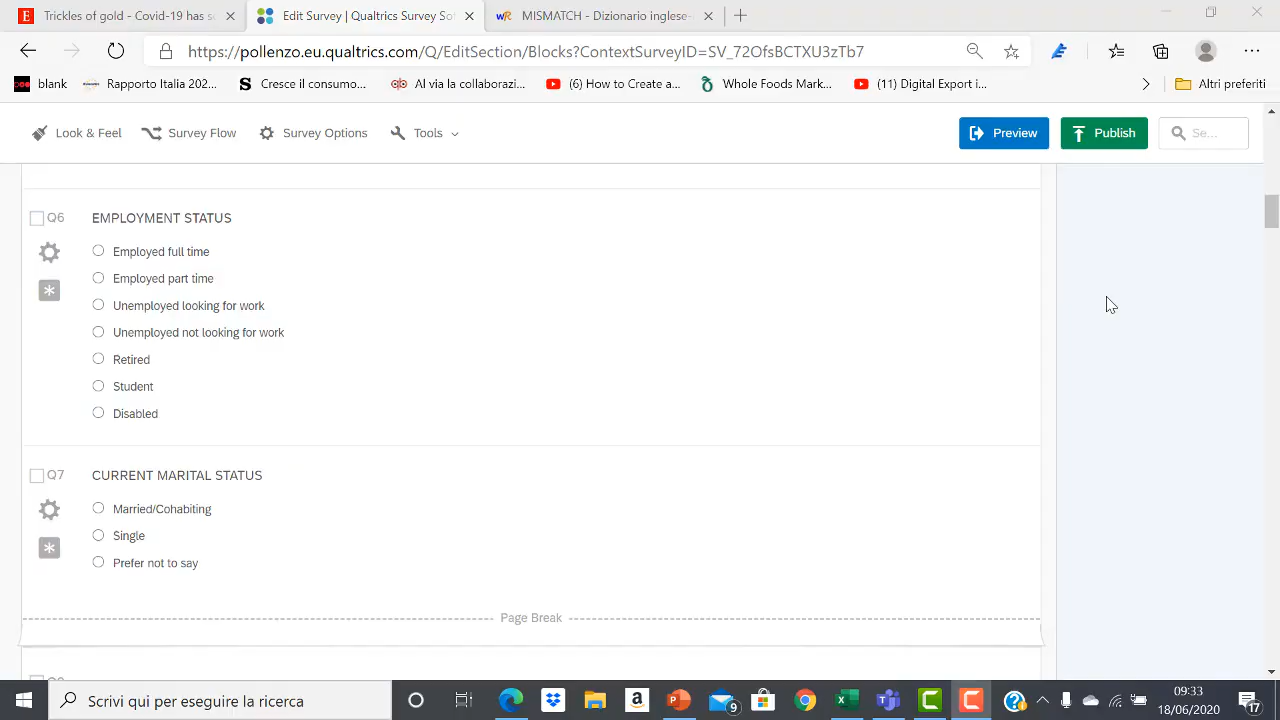 Trickles of gold - Covid-19 has s
Edit Survey | Qualtrics Survey So
MISMATCH - Dizionario inglese-
https://pollenzo.eu.qualtrics.com/Q/EditSection/Blocks?ContextSurveyID=SV_72OfsBCTXU3zTb7
blank
Rapporto Italia 202...
Cresce il consumo...
Al via la collaborazi...
(6) How to Create a...
Whole Foods Mark...
(11) Digital Export i...
Altri preferiti
Look & Feel
Survey Flow
Survey Options
Tools
Preview
Publish
Se...
Q6 EMPLOYMENT STATUS
Employed full time
Employed part time
Unemployed looking for work
Unemployed not looking for work
Retired
Student
Disabled
Q7 CURRENT MARITAL STATUS
Married/Cohabiting
Single
Prefer not to say
Page Break
Scrivi qui per eseguire la ricerca
9
09:33
18/06/2020
17